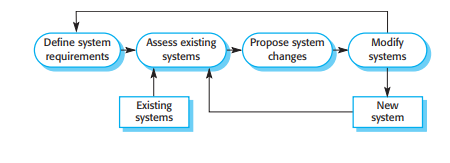 Define system
requirements
Assess existing
systems
Propose system
changes
Modify
systems
Existing
systems
New
system